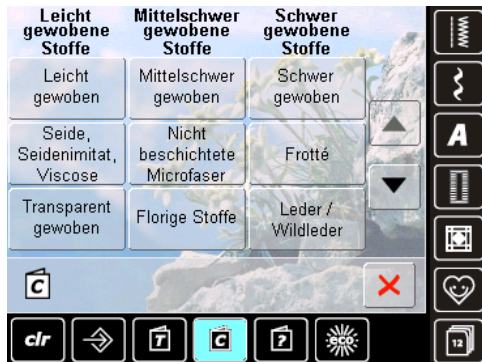 Leicht
gewobene
Stoffe
Mittelschwer
gewobene
Stoffe
Schwer
gewobene
Stoffe
Leicht
gewoben
Mittelschwer
gewoben
Schwer
gewoben
Seide,
Seidenimitat,
Viscose
Nicht
beschichtete
Microfaser
Frotté
Transparent
gewoben
Florige Stoffe
Leder /
Wildleder
C
clr
T
C
?
eco
A
12